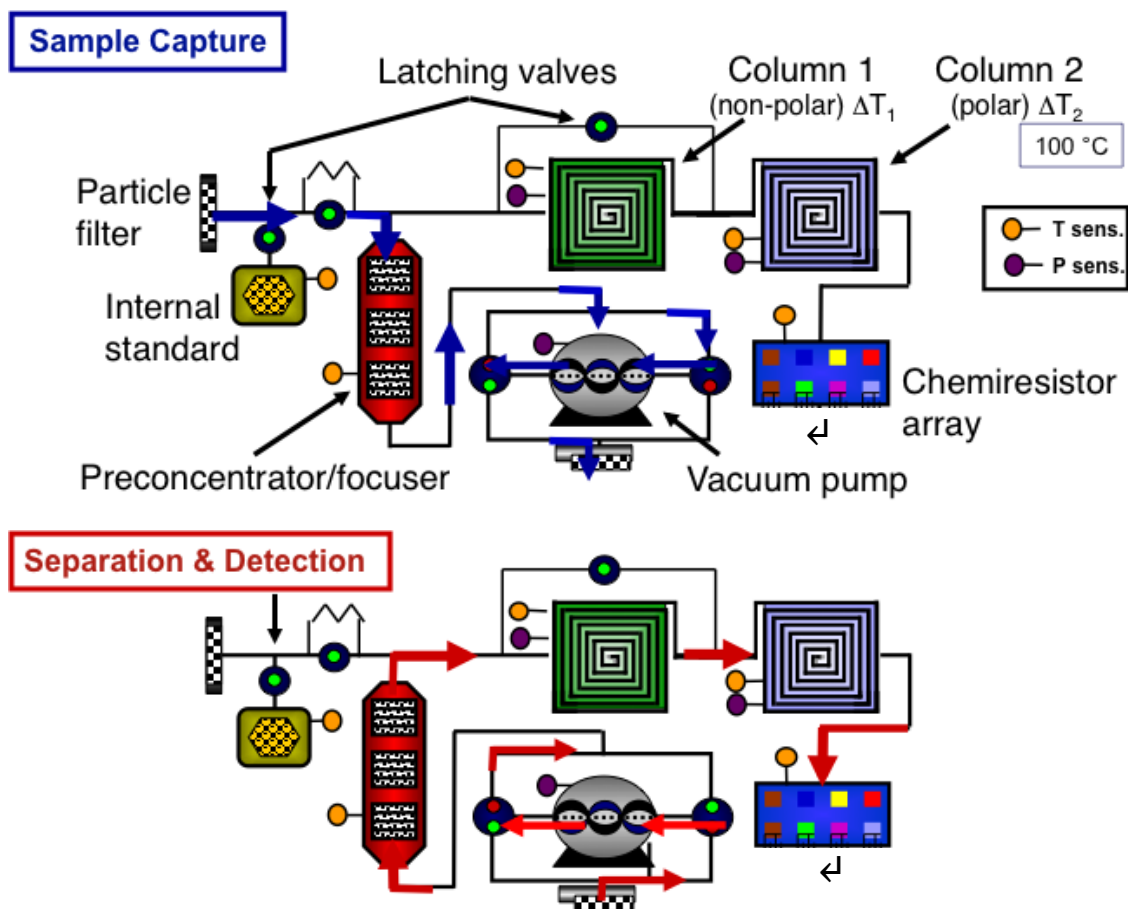 Sample Capture
Latching valves
Column 1
(non-polar) ΔT₁
Column 2
(polar) ΔT₂
100 °C
Particle
filter
T sens.
P sens.
Internal
standard
Chemiresistor
array
↲
Preconcentrator/focuser
Vacuum pump
Separation & Detection
↲